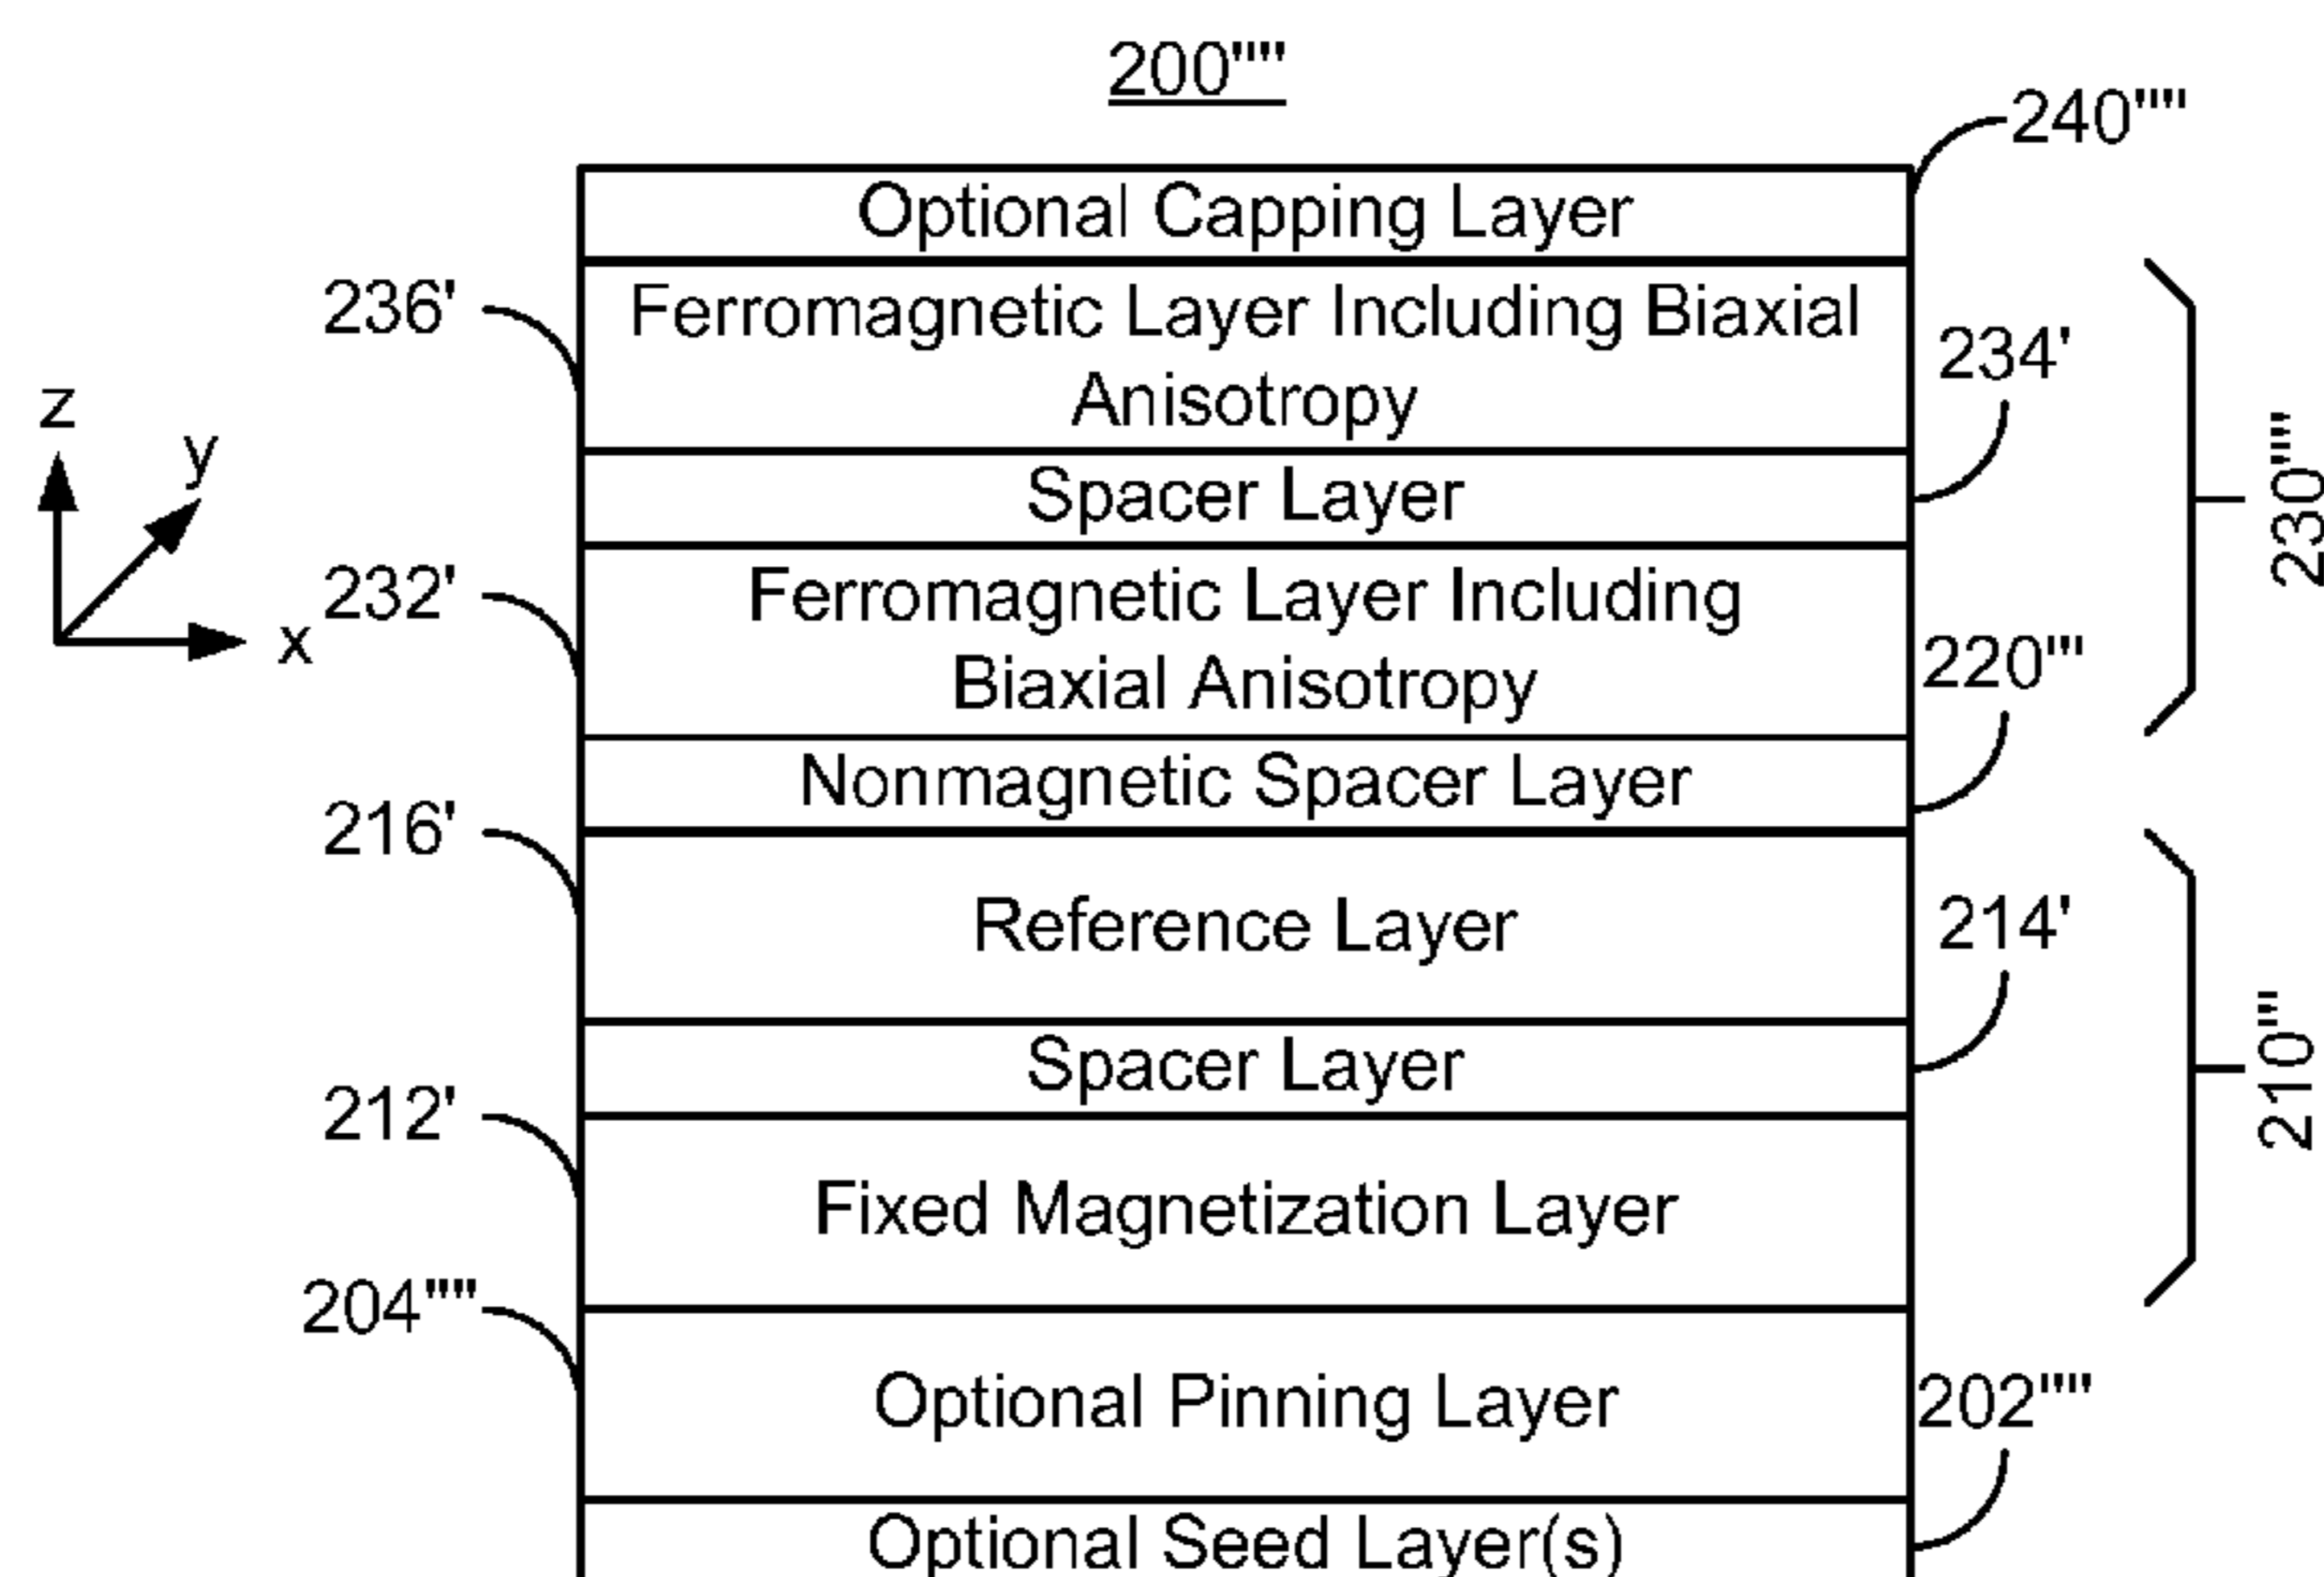 200""
240""
Optional Capping Layer
236'
Ferromagnetic Layer Including Biaxial
Anisotropy
234'
z
y
x
Spacer Layer
230""
232'
Ferromagnetic Layer Including
Biaxial Anisotropy
220'"
Nonmagnetic Spacer Layer
216'
Reference Layer
214'
Spacer Layer
210'"
212'
Fixed Magnetization Layer
204""
Optional Pinning Layer
202""
Optional Seed Layer(s)